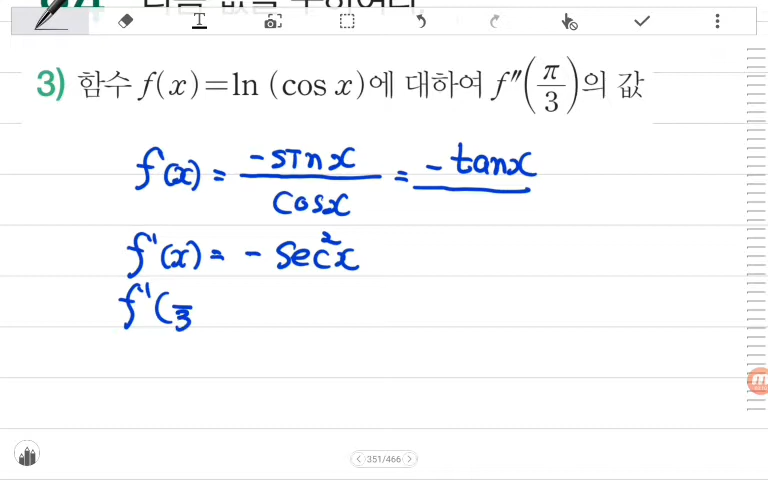 3) 함수 f(x)=ln (cos x)에 대하여 f″(π/3)의 값
f'(x) = -sinx/cosx = -tanx
f''(x) = - sec²x
f''(π/3
351/466